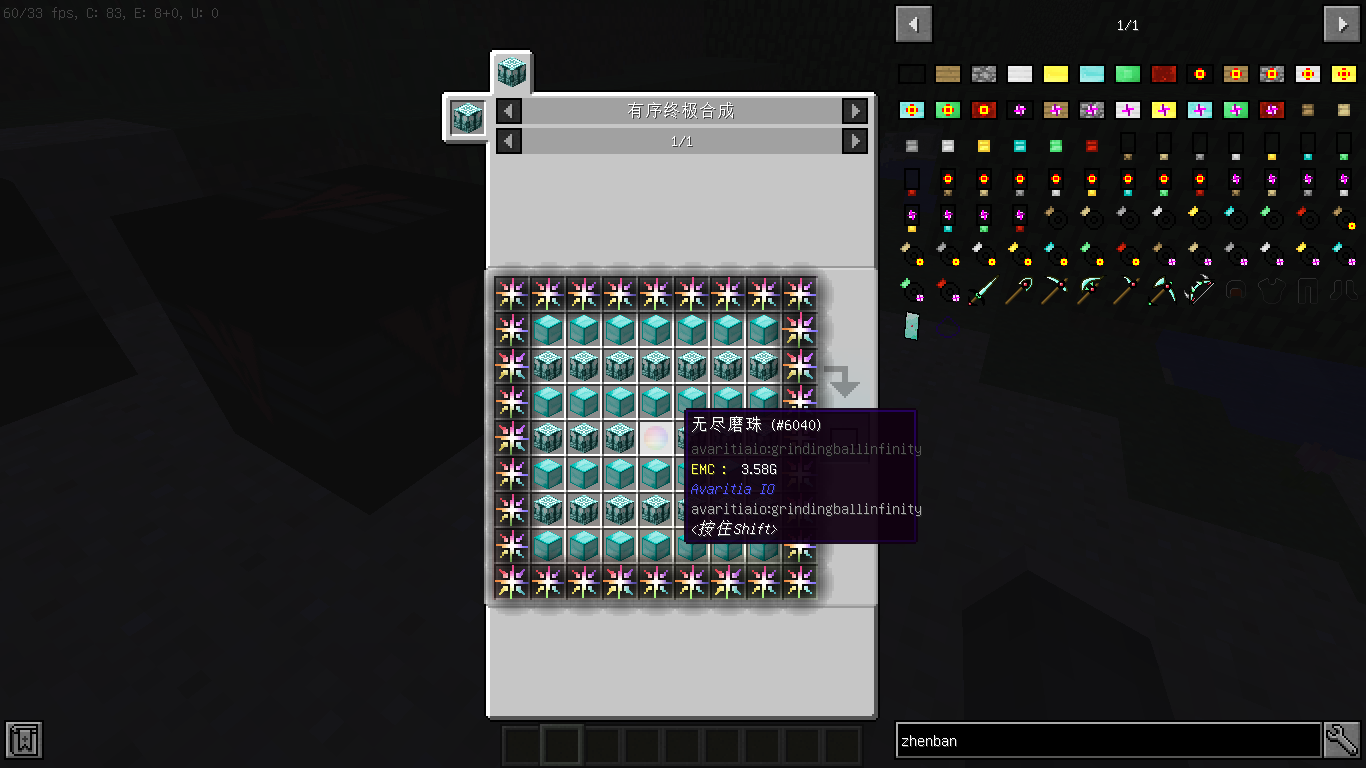 60/33 fps, C: 83, E: 8+0, U: 0
1/1
有序终极合成
1/1
无尽磨珠 (#6040)
avaritiaio:grindingballinfinity
EMC： 3.58G
Avaritia IO
avaritiaio:grindingballinfinity
<按住Shift>
zhenban